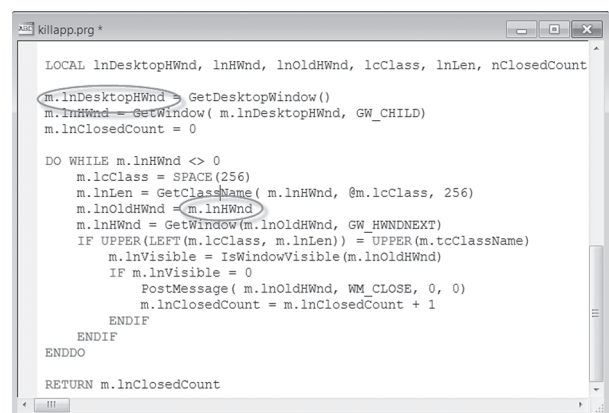 ABC killapp.prg *
LOCAL lnDesktopHWnd, lnHWnd, lnOldHWnd, lcClass, lnLen, nClosedCount
m.lnDesktopHWnd = GetDesktopWindow()
m.lnHWnd = GetWindow( m.lnDesktopHWnd, GW_CHILD)
m.lnClosedCount = 0
DO WHILE m.lnHWnd <> 0
m.lcClass = SPACE(256)
m.lnLen = GetClassName( m.lnHWnd, @m.lcClass, 256)
m.lnOldHWnd = m.lnHWnd
m.lnHWnd = GetWindow(m.lnOldHWnd, GW_HWNDNEXT)
IF UPPER(LEFT(m.lcClass, m.lnLen)) = UPPER(m.tcClassName)
m.lnVisible = IsWindowVisible(m.lnOldHWnd)
IF m.lnVisible = 0
PostMessage( m.lnOldHWnd, WM_CLOSE, 0, 0)
m.lnClosedCount = m.lnClosedCount + 1
ENDIF
ENDIF
ENDDO
RETURN m.lnClosedCount